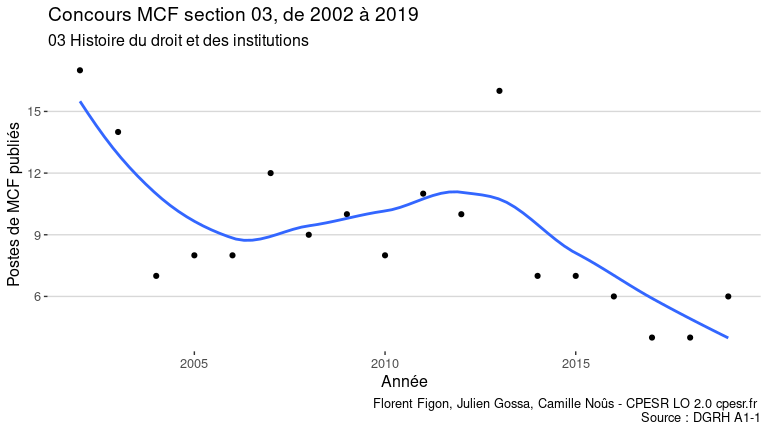 Concours MCF section 03, de 2002 à 2019
03 Histoire du droit et des institutions
Postes de MCF publiés
15
12
9
6
2005
2010
2015
Année
Florent Figon, Julien Gossa, Camille Noûs - CPESR LO 2.0 cpesr.fr
Source : DGRH A1-1